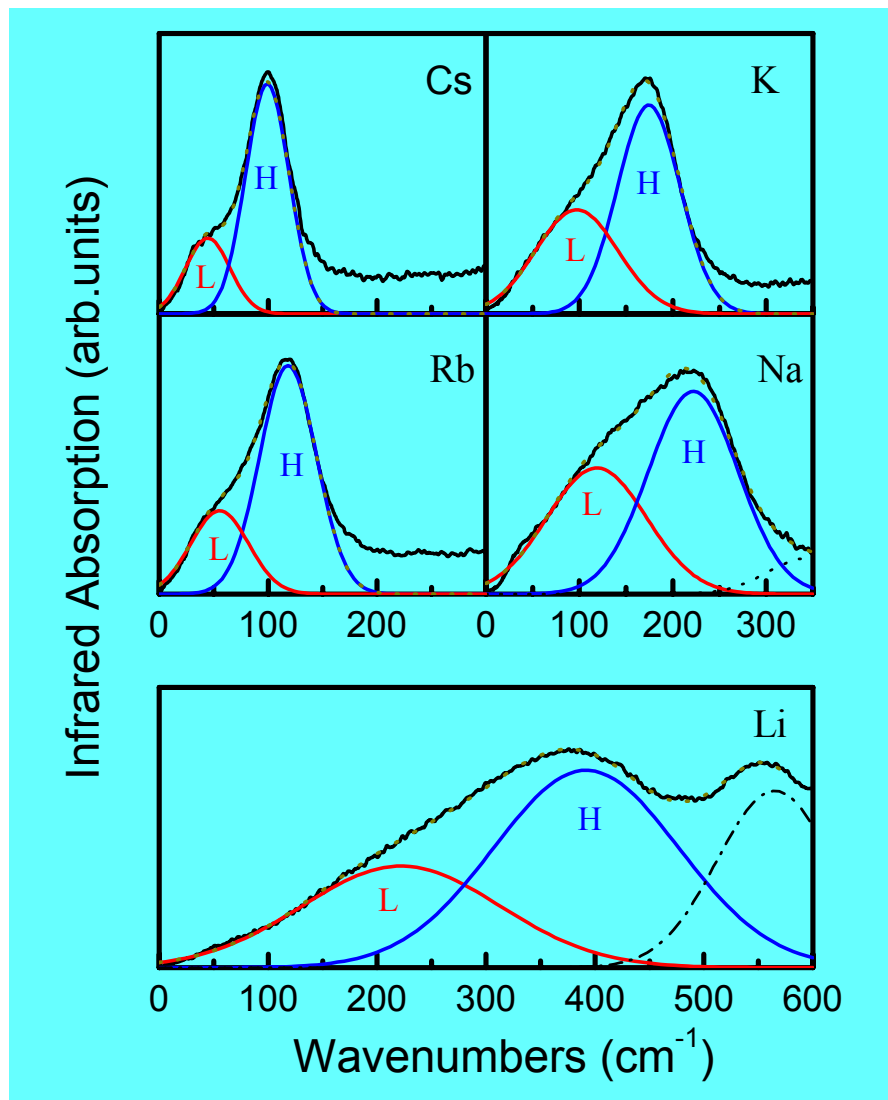 Infrared Absorption (arb.units)
Cs
H
L
K
H
L
Rb
H
L
0 100 200
Na
H
L
0 100 200 300
300
Li
H
L
0 100 200 300 400 500 600
Wavenumbers (cm⁻¹)